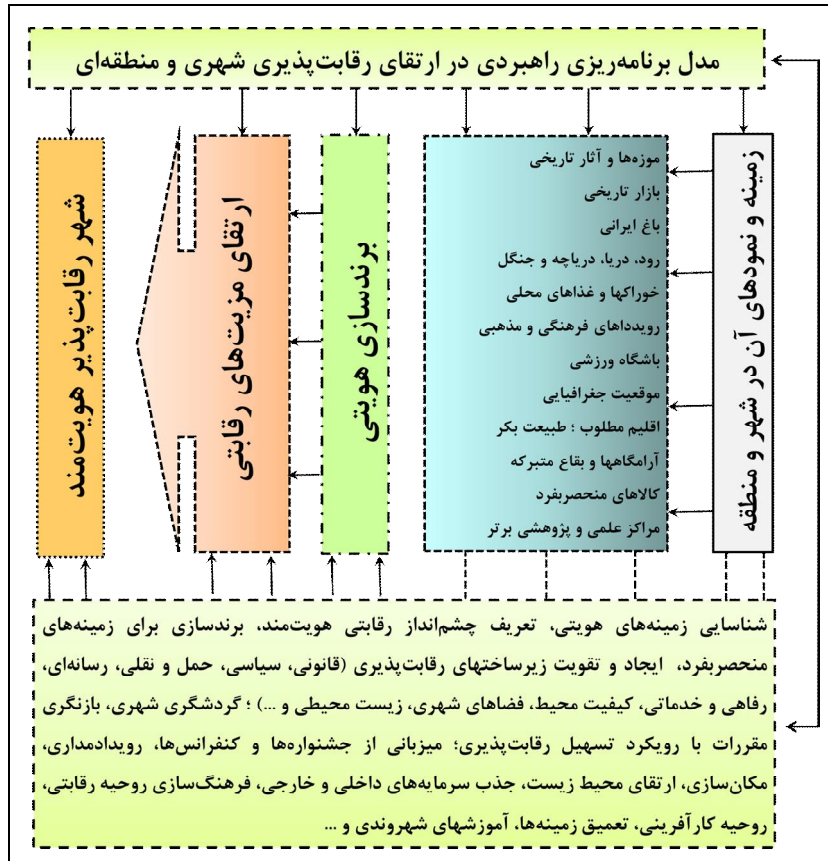 مدل برنامه‌ریزی راهبردی در ارتقای رقابت‌پذیری شهری و منطقه‌ای
زمینه و نمودهای آن در شهر و منطقه
موزه‌ها و آثار تاریخی
بازار تاریخی
باغ ایرانی
رود، دریا، دریاچه و جنگل
خوراکها و غذاهای محلی
رویدداهای فرهنگی و مذهبی
باشگاه ورزشی
موقعیت جغرافیایی
اقلیم مطلوب ؛ طبیعت بکر
آرامگاهها و بقاع متبرکه
کالاهای منحصربفرد
مراکز علمی و پژوهشی برتر
برندسازی هویتی
ارتقای مزیت‌های رقابتی
شهر رقابت‌پذیر هویت‌مند
شناسایی زمینه‌های هویتی، تعریف چشم‌انداز رقابتی هویت‌مند، برندسازی برای زمینه‌های
منحصربفرد، ایجاد و تقویت زیرساختهای رقابت‌پذیری (قانونی، سیاسی، حمل و نقلی، رسانه‌ای،
رفاهی و خدماتی، کیفیت محیط، فضاهای شهری، زیست محیطی و ...) ؛ گردشگری شهری، بازنگری
مقررات با رویکرد تسهیل رقابت‌پذیری؛ میزبانی از جشنواره‌ها و کنفرانس‌ها، رویدادمداری،
مکان‌سازی، ارتقای محیط زیست، جذب سرمایه‌های داخلی و خارجی، فرهنگ‌سازی روحیه رقابتی،
روحیه کارآفرینی، تعمیق زمینه‌ها، آموزشهای شهروندی و ...